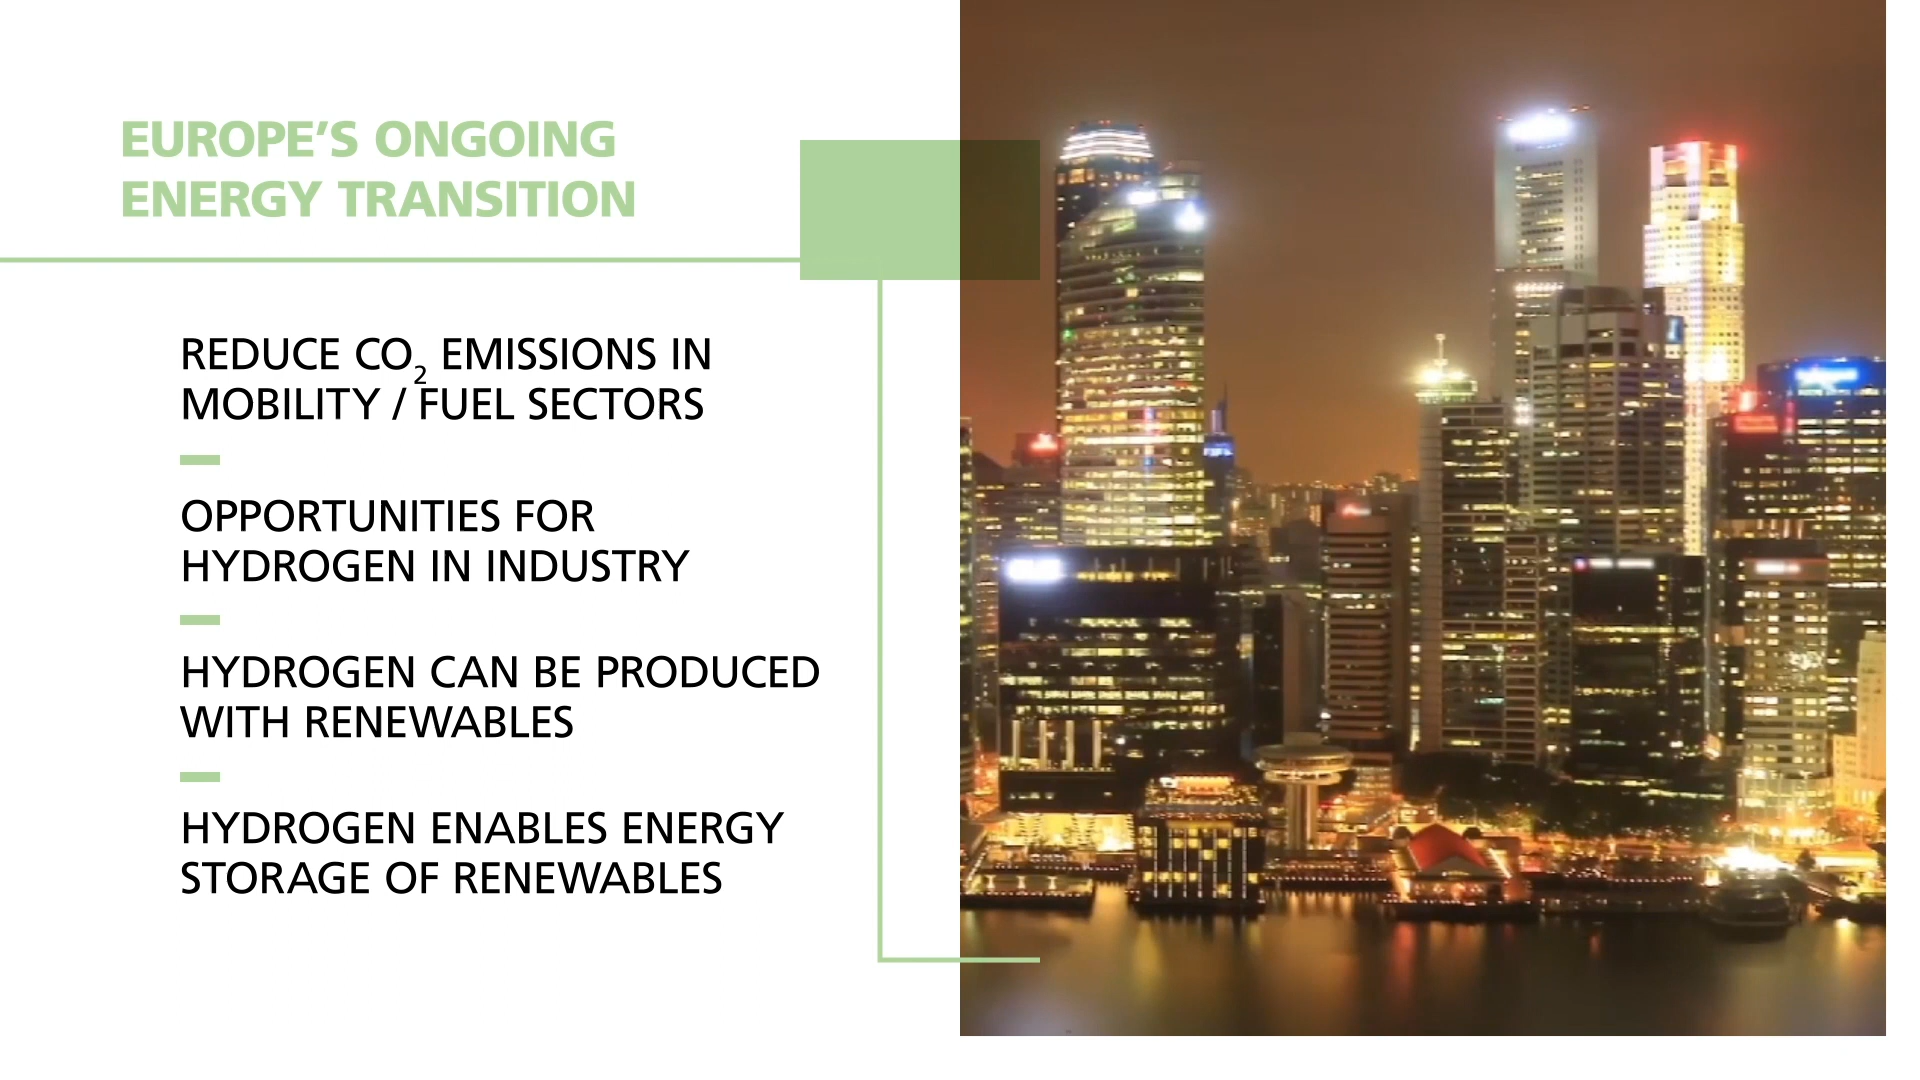 EUROPE’S ONGOING
ENERGY TRANSITION
REDUCE CO₂ EMISSIONS IN
MOBILITY / FUEL SECTORS
OPPORTUNITIES FOR
HYDROGEN IN INDUSTRY
HYDROGEN CAN BE PRODUCED
WITH RENEWABLES
HYDROGEN ENABLES ENERGY
STORAGE OF RENEWABLES